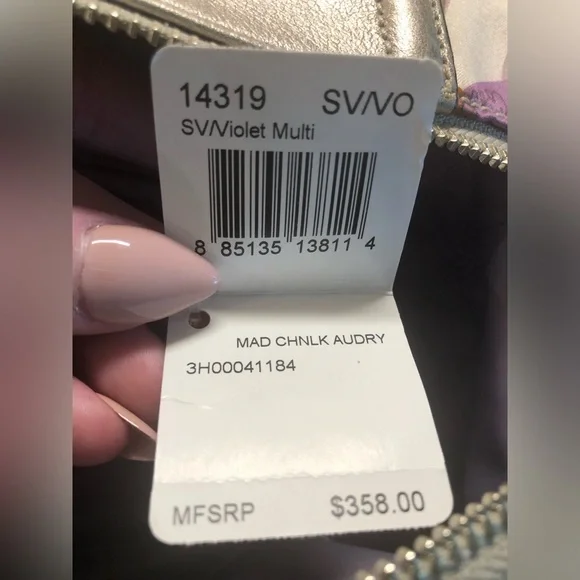 14319 SV/VO
SV/Violet Multi
8 85135 13811 4
MAD CHNLK AUDRY
3H00041184
MFSRP $358.00